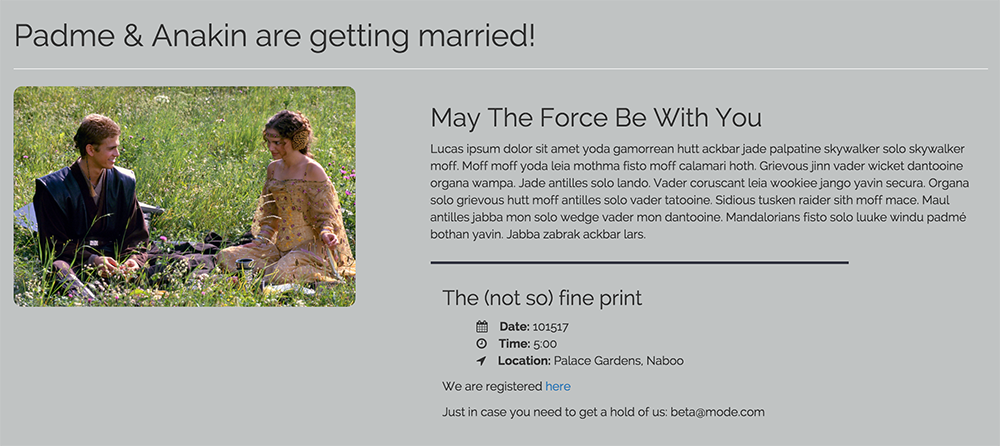 Padme & Anakin are getting married!
May The Force Be With You
Lucas ipsum dolor sit amet yoda gamorrean hutt ackbar jade palpatine skywalker solo skywalker
moff. Moff moff yoda leia mothma fisto moff calamari hoth. Grievous jinn vader wicket dantooine
organa wampa. Jade antilles solo lando. Vader coruscant leia wookiee jango yavin secura. Organa
solo grievous hutt moff antilles solo vader tatooine. Sidious tusken raider sith moff mace. Maul
antilles jabba mon solo wedge vader mon dantooine. Mandalorians fisto solo luuke windu padmé
bothan yavin. Jabba zabrak ackbar lars.
The (not so) fine print
Date: 101517
Time: 5:00
Location: Palace Gardens, Naboo
We are registered here
Just in case you need to get a hold of us: beta@mode.com